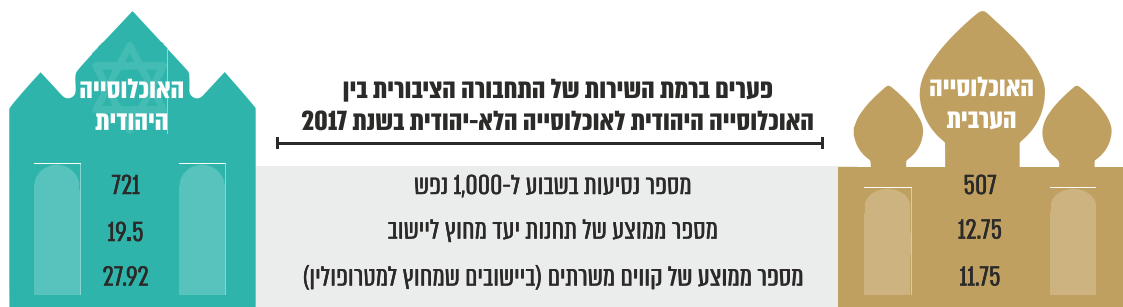 פערים ברמת השירות של התחבורה הציבורית בין
האוכלוסייה היהודית לאוכלוסייה הלא-יהודית בשנת 2017
האוכלוסייה
הערבית
האוכלוסייה
היהודית
507
מספר נסיעות בשבוע ל-1,000 נפש
721
12.75
מספר ממוצע של תחנות יעד מחוץ ליישוב
19.5
11.75
מספר ממוצע של קווים משרתים (ביישובים שמחוץ למטרופולין)
27.92